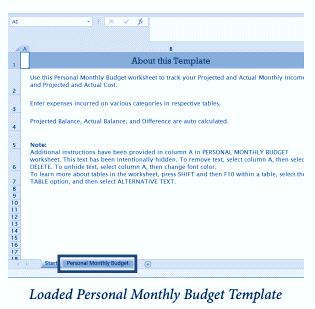 A1
fx
A
B
1
About this Template
Use this Personal Monthly Budget worksheet to track your Projected and Actual Monthly Income
2
and Projected and Actual Cost.
3
Enter expenses incurred on various categories in respective tables.
4
Projected Balance, Actual Balance, and Difference are auto calculated.
5
Note:
Additional instructions have been provided in column A in PERSONAL MONTHLY BUDGET
worksheet. This text has been intentionally hidden. To remove text, select column A, then selec
6
DELETE. To unhide text, select column A, then change font color.
To learn more about tables in the worksheet, press SHIFT and then F10 within a table, select the
7
TABLE option, and then select ALTERNATIVE TEXT.
8
9
10
11
12
13
14
15
16
17
18
Start
Personal Monthly Budget
Loaded Personal Monthly Budget Template